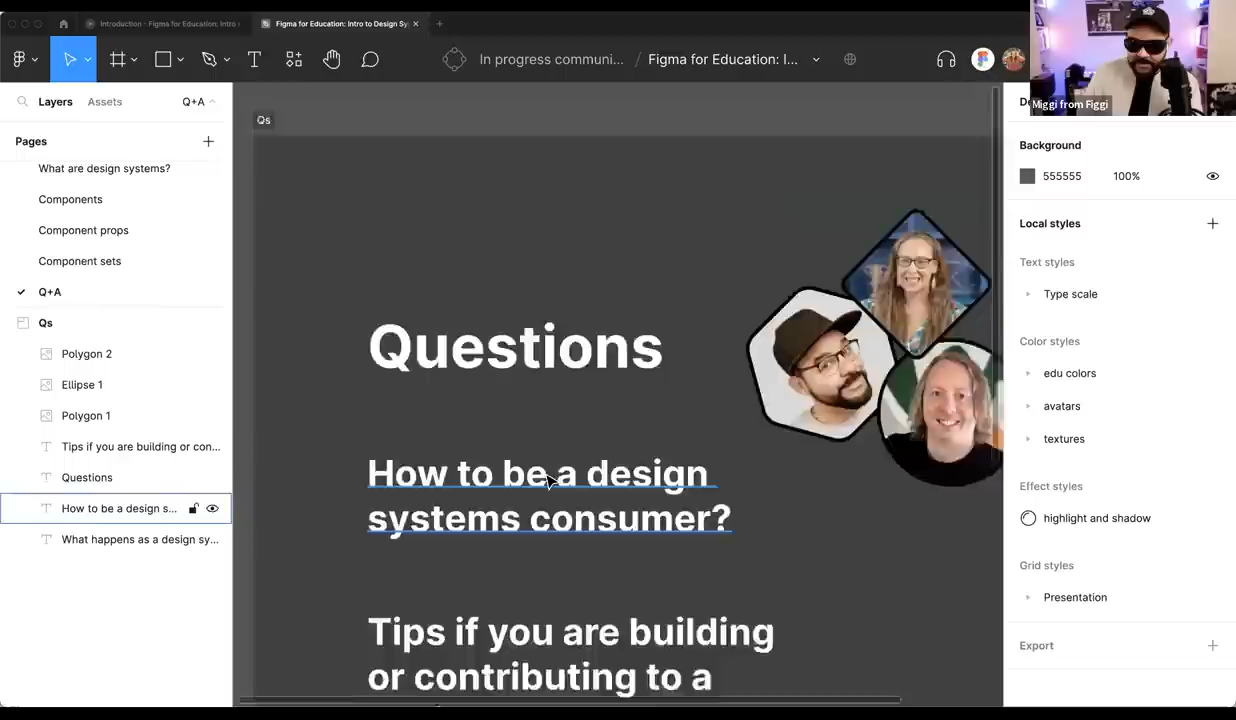 Introduction - Figma for Education: Intro
Figma for Education: Intro to Design Sy
In progress communi...
Figma for Education: I...
Miggi from Figgi
Layers
Assets
Q+A
Pages
What are design systems?
Components
Component props
Component sets
Q+A
Qs
Polygon 2
Ellipse 1
Polygon 1
Tips if you are building or con...
Questions
How to be a design s...
What happens as a design sy...
Qs
Questions
How to be a design
systems consumer?
Tips if you are building
or contributing to a
Background
555555
100%
Local styles
Text styles
Type scale
Color styles
edu colors
avatars
textures
Effect styles
highlight and shadow
Grid styles
Presentation
Export